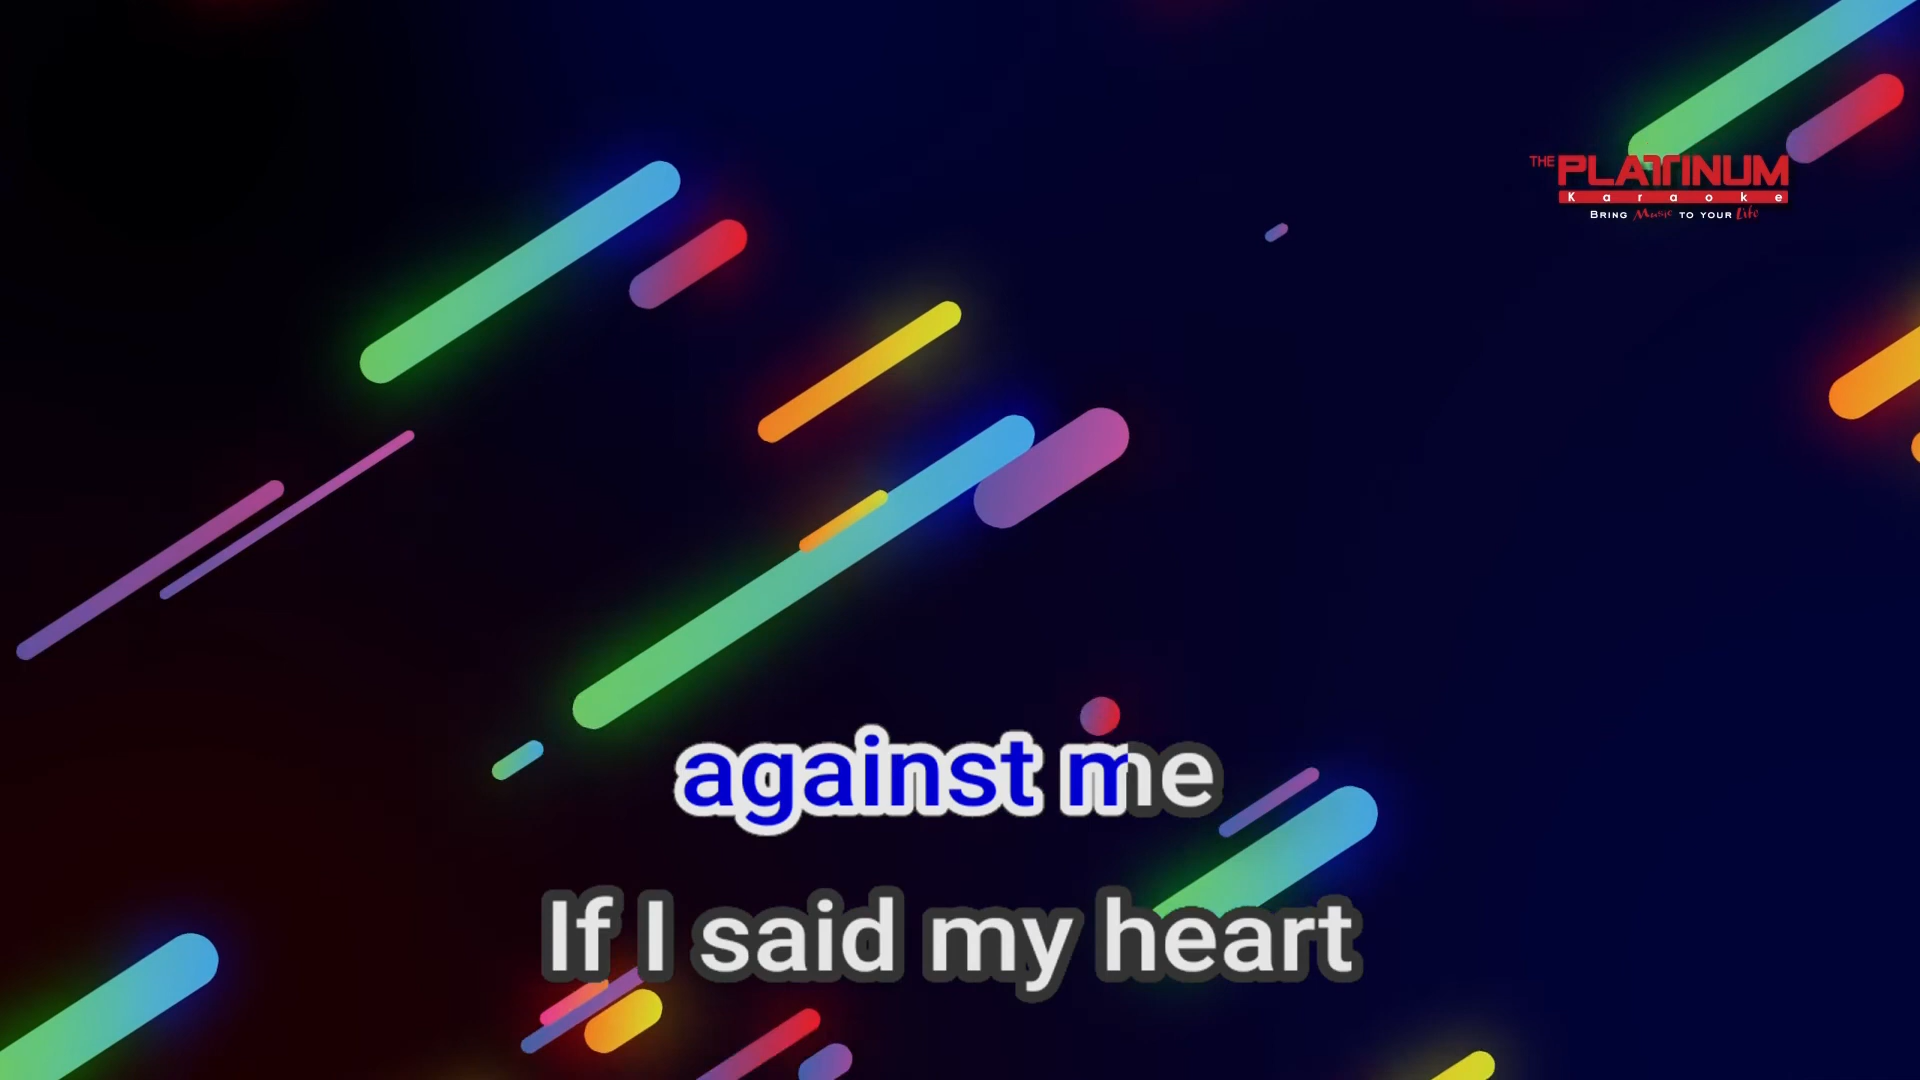 THE PLATINUM
Karaoke
BRING Music TO YOUR Life
against me
If I said my heart